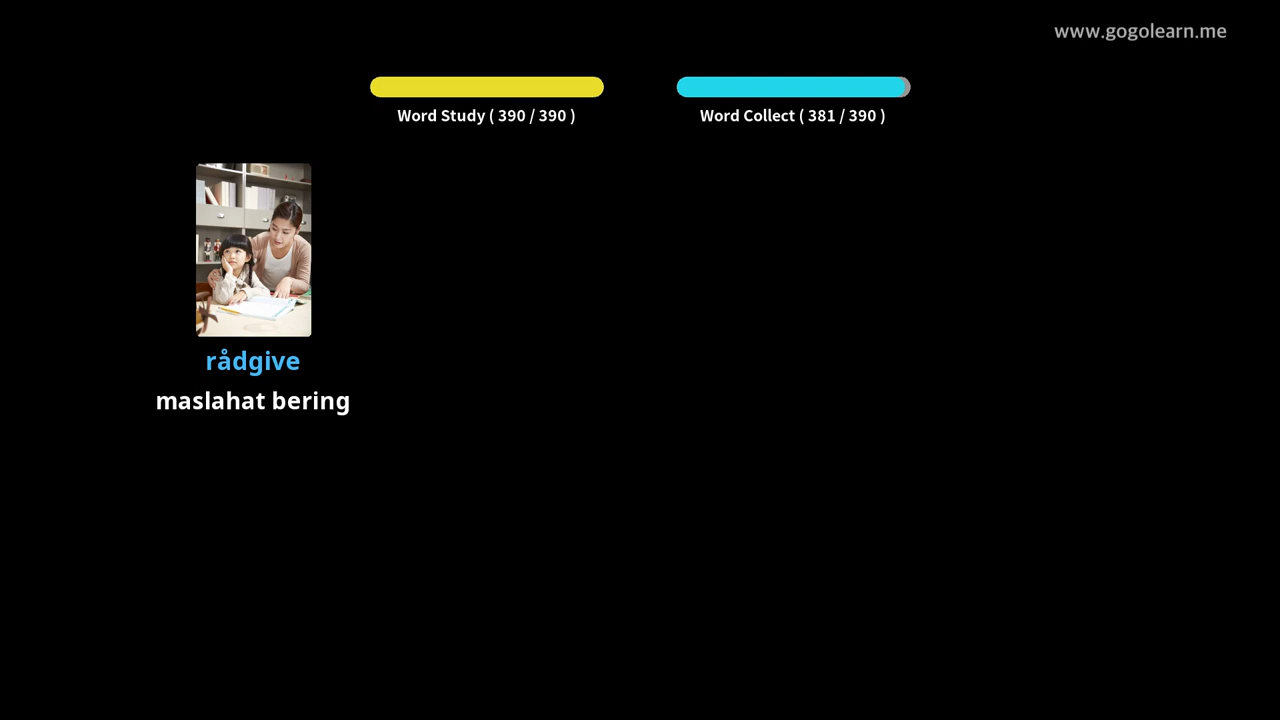 www.gogolearn.me
Word Study ( 390 / 390 )
Word Collect ( 381 / 390 )
rådgive
maslahat bering